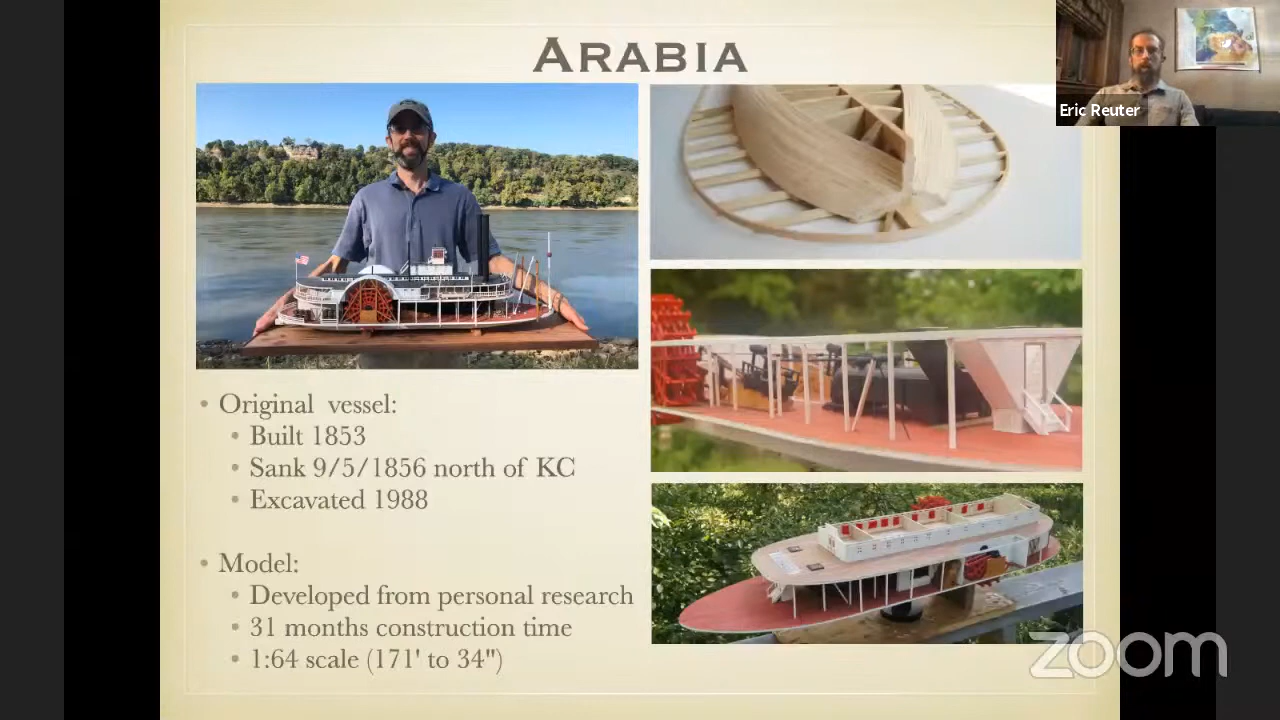 ARABIA
Eric Reuter
• Original vessel:
• Built 1853
• Sank 9/5/1856 north of KC
• Excavated 1988
• Model:
• Developed from personal research
• 31 months construction time
• 1:64 scale (171' to 34")
zoom